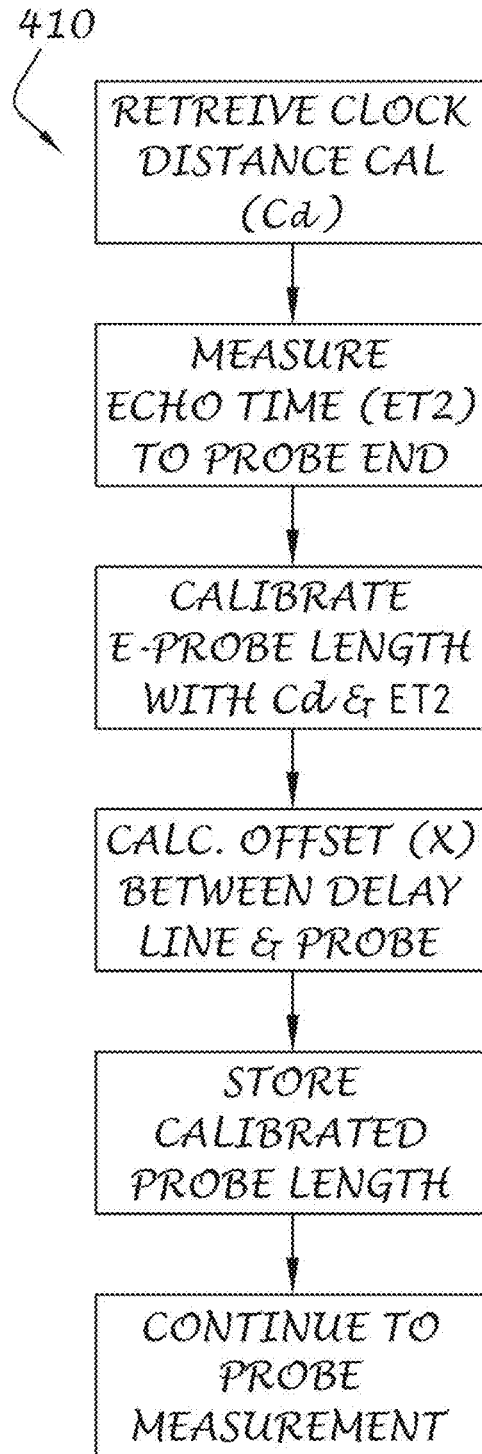 410
RETREIVE CLOCK
DISTANCE CAL
(Cd)
MEASURE
ECHO TIME (ET2)
TO PROBE END
CALIBRATE
E-PROBE LENGTH
WITH Cd & ET2
CALC. OFFSET (X)
BETWEEN DELAY
LINE & PROBE
STORE
CALIBRATED
PROBE LENGTH
CONTINUE TO
PROBE
MEASUREMENT